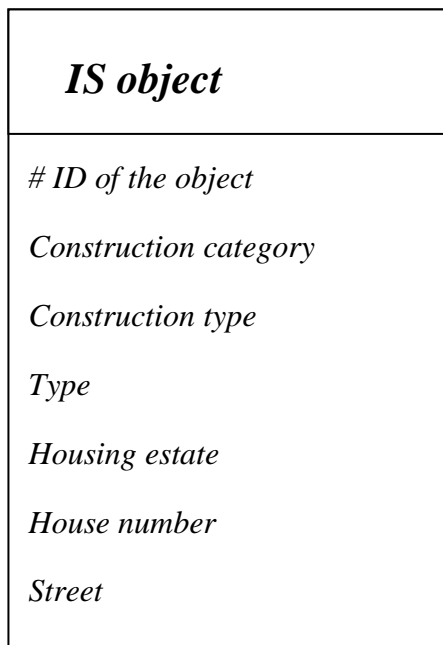 IS object
# ID of the object
Construction category
Construction type
Type
Housing estate
House number
Street